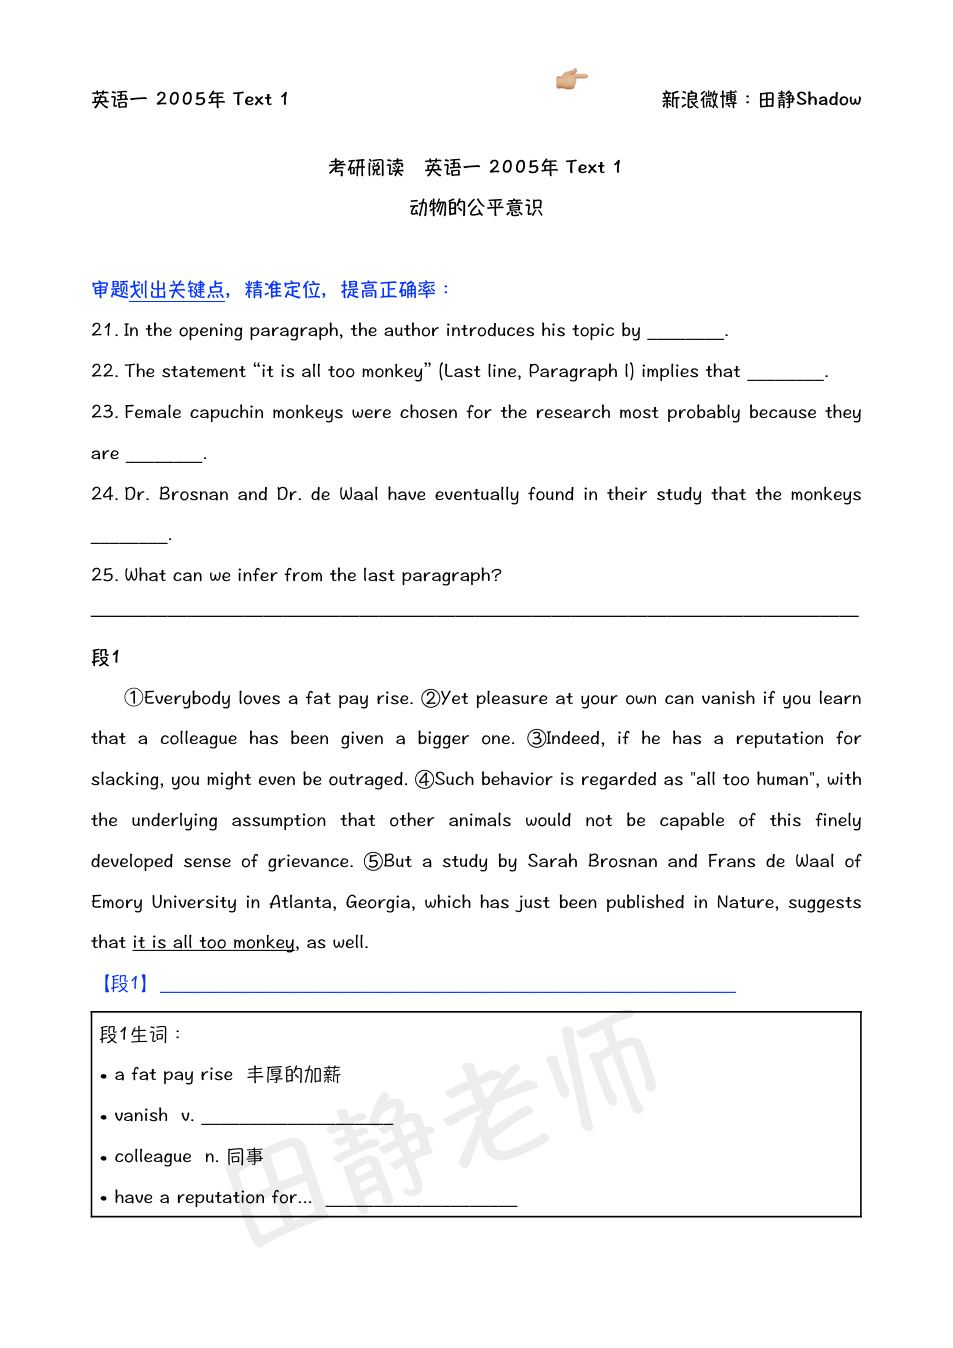 英语一 2005年 Text 1 新浪微博：田静Shadow
考研阅读 英语一 2005年 Text 1
动物的公平意识
审题划出关键点，精准定位，提高正确率：
21. In the opening paragraph, the author introduces his topic by ________.
22. The statement “it is all too monkey” (Last line, Paragraph l) implies that ________.
23. Female capuchin monkeys were chosen for the research most probably because they
are ________.
24. Dr. Brosnan and Dr. de Waal have eventually found in their study that the monkeys
________.
25. What can we infer from the last paragraph?
段1
①Everybody loves a fat pay rise. ②Yet pleasure at your own can vanish if you learn
that a colleague has been given a bigger one. ③Indeed, if he has a reputation for
slacking, you might even be outraged. ④Such behavior is regarded as "all too human", with
the underlying assumption that other animals would not be capable of this finely
developed sense of grievance. ⑤But a study by Sarah Brosnan and Frans de Waal of
Emory University in Atlanta, Georgia, which has just been published in Nature, suggests
that it is all too monkey, as well.
【段1】____________________________________________________________
段1生词：
• a fat pay rise 丰厚的加薪
• vanish v. ____________________
• colleague n. 同事
• have a reputation for... ____________________
田静老师